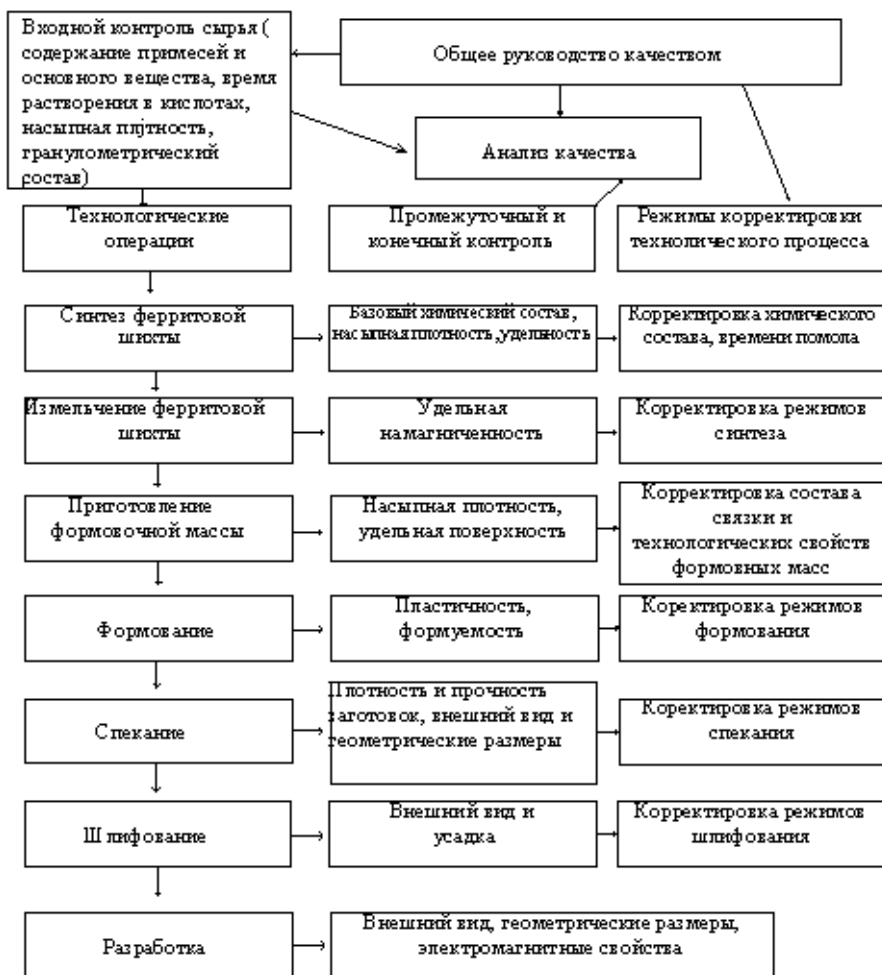 Входной контроль сырья (
содержание примесей и
основного вещества, время
растворения в кислотах,
насыпная плјтность,
гранулометрический
состав)
Общее руководство качеством
Анализ качества
Технологические
операции
Промежуточный и
конечный контроль
Режимы корректировки
технолического процесса
Синтез ферритовой
шихты
Базовый химический состав,
насыпная плотность,удельность
Корректировка химического
состава, времени помола
Измельчение ферритовой
шихты
Удельная
намагниченность
Корректировка режимов
синтеза
Приготовление
формовочной массы
Насыпная плотность,
удельная поверхность
Корректировка состава
связки и
технологических свойств
формовных масс
Формование
Пластичность,
формуемость
Коректировка режимов
формования
Спекание
Плотность и прочность
заготовок, внешний вид и
геометрические размеры
Коректировка режимов
спекания
Шлифование
Внешний вид и
усадка
Корректировка режимов
шлифования
Разработка
Внешний вид, геометрические размеры,
электромагнитные свойства